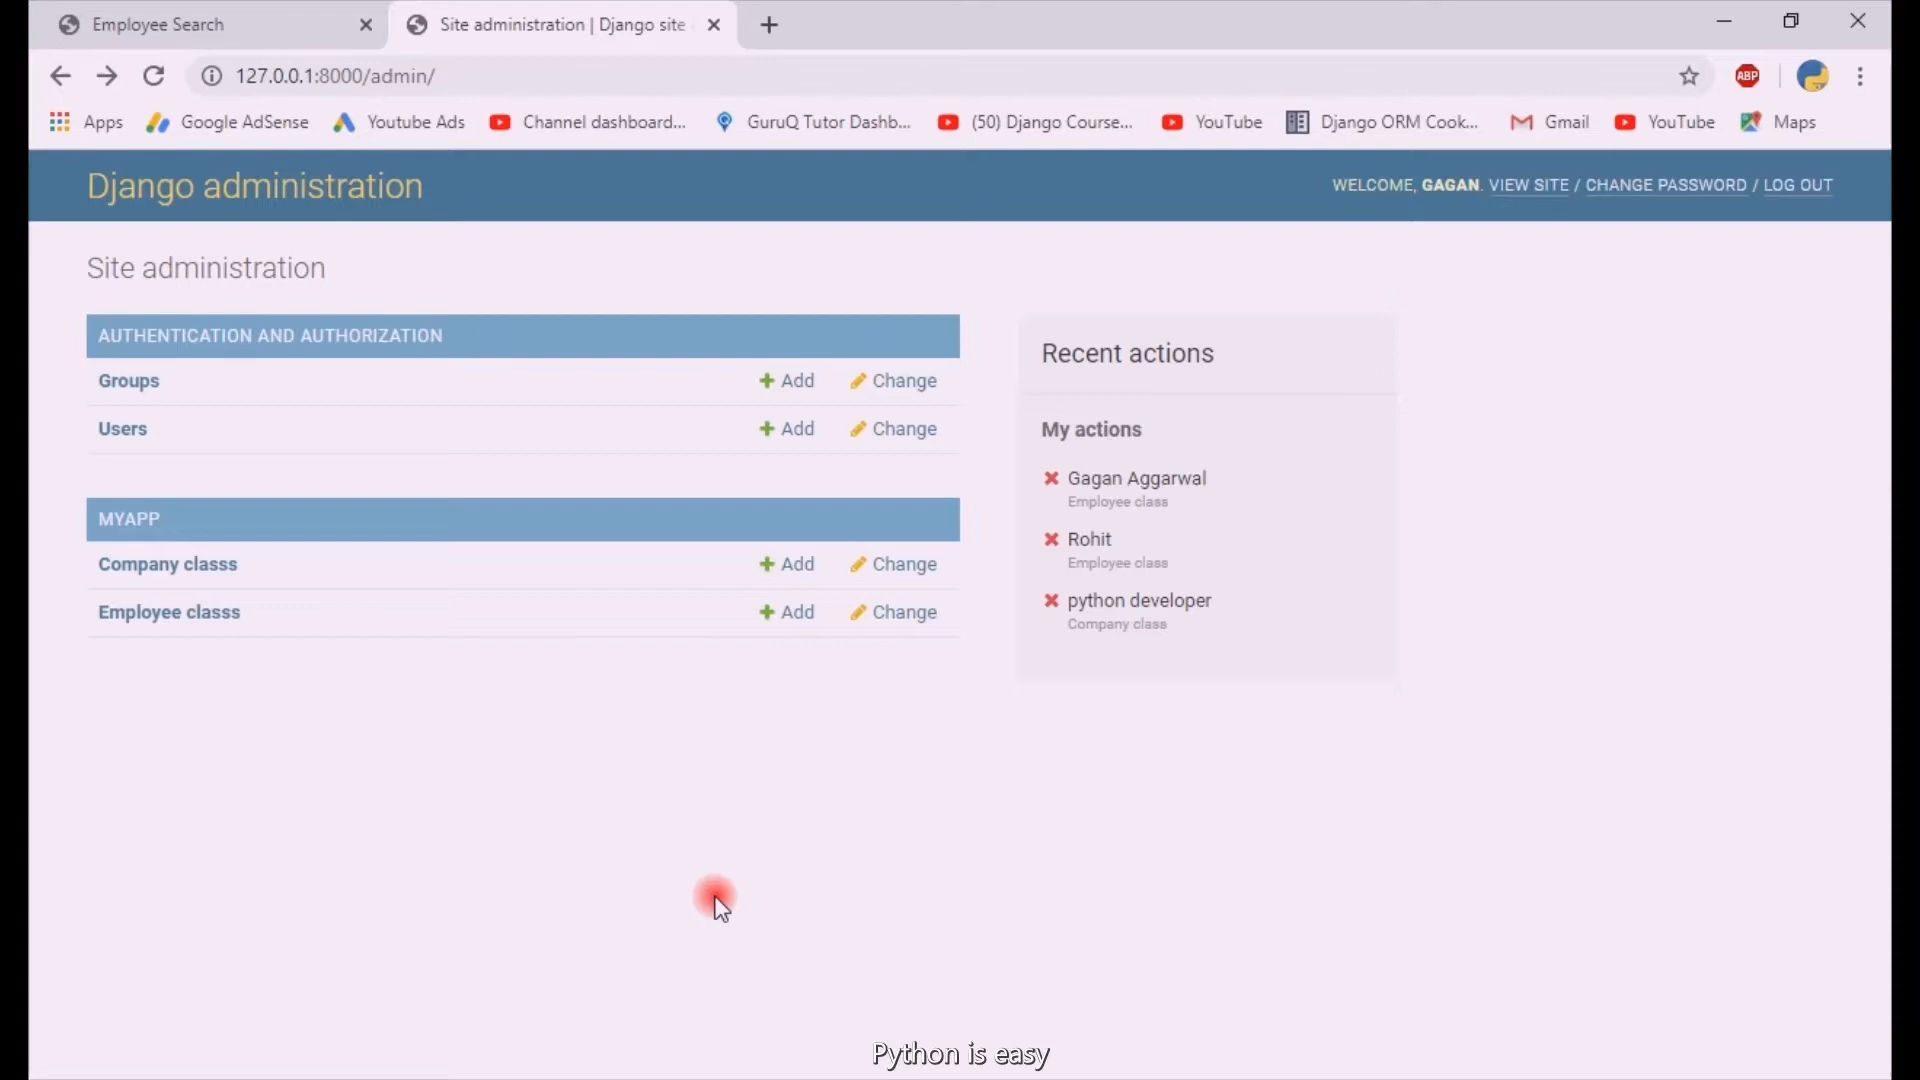 Employee Search
Site administration | Django site
127.0.0.1:8000/admin/
ABP
Apps Google AdSense Youtube Ads Channel dashboard... GuruQ Tutor Dashb... (50) Django Course... YouTube Django ORM Cook... Gmail YouTube Maps
Django administration
WELCOME, GAGAN. VIEW SITE / CHANGE PASSWORD / LOG OUT
Site administration
AUTHENTICATION AND AUTHORIZATION
Groups Add Change
Users Add Change
MYAPP
Company classs Add Change
Employee classs Add Change
Recent actions
My actions
Gagan Aggarwal
Employee class
Rohit
Employee class
python developer
Company class
Python is easy